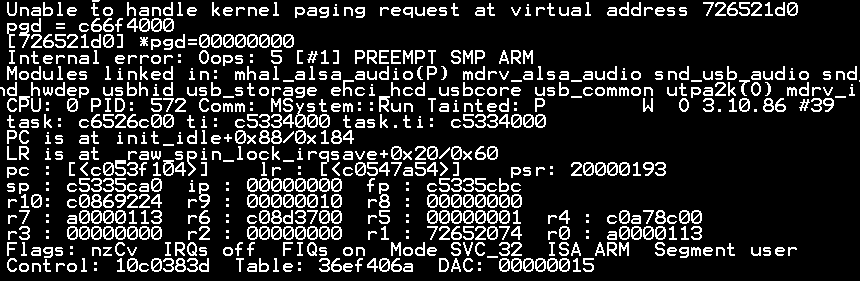 Unable to handle kernel paging request at virtual address 726521d0
pgd = c66f4000
[726521d0] *pgd=00000000
Internal error: Oops: 5 [#1] PREEMPT SMP ARM
Modules linked in: mhal_alsa_audio(P) mdrv_alsa_audio snd_usb_audio snd
nd_hwdep usbhid usb_storage ehci_hcd usbcore usb_common utpa2k(O) mdrv_i
CPU: 0 PID: 572 Comm: MSystem::Run Tainted: P W O 3.10.86 #39
task: c6526c00 ti: c5334000 task.ti: c5334000
PC is at init_idle+0x88/0x184
LR is at _raw_spin_lock_irqsave+0x20/0x60
pc : [<c053f104>] lr : [<c0547a54>] psr: 20000193
sp : c5335ca0 ip : 00000000 fp : c5335cbc
r10: c0869224 r9 : 00000010 r8 : 00000000
r7 : a0000113 r6 : c08d3700 r5 : 00000001 r4 : c0a78c00
r3 : 00000000 r2 : 00000000 r1 : 72652074 r0 : a0000113
Flags: nzCv IRQs off FIQs on Mode SVC_32 ISA ARM Segment user
Control: 10c0383d Table: 36ef406a DAC: 00000015